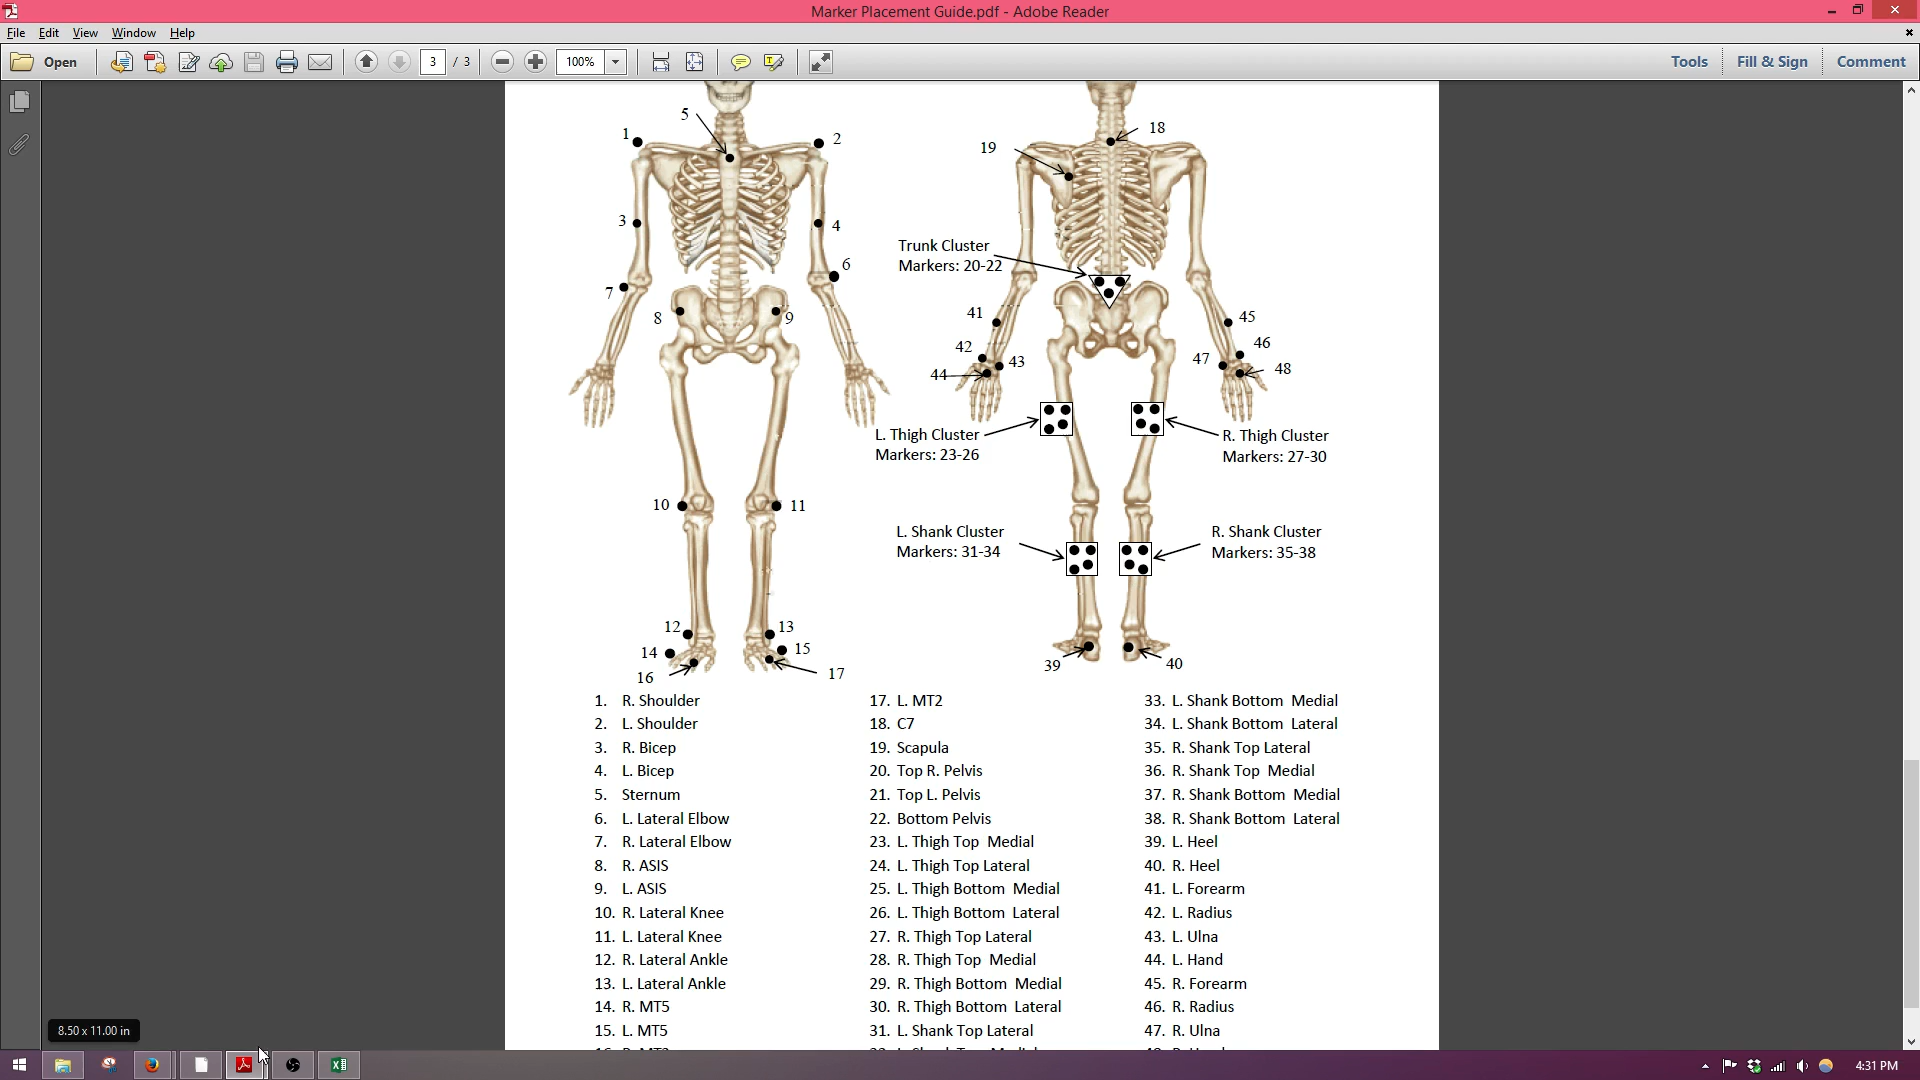 Marker Placement Guide.pdf - Adobe Reader
File Edit View Window Help
Open 3 / 3 100% Tools Fill & Sign Comment
5
1
2
18
19
3
4
Trunk Cluster
Markers: 20-22
6
7
8
9
41
45
42
43
44
46
47
48
L. Thigh Cluster
Markers: 23-26
R. Thigh Cluster
Markers: 27-30
10
11
L. Shank Cluster
Markers: 31-34
R. Shank Cluster
Markers: 35-38
12
13
14
15
16
17
39
40
1. R. Shoulder
2. L. Shoulder
3. R. Bicep
4. L. Bicep
5. Sternum
6. L. Lateral Elbow
7. R. Lateral Elbow
8. R. ASIS
9. L. ASIS
10. R. Lateral Knee
11. L. Lateral Knee
12. R. Lateral Ankle
13. L. Lateral Ankle
14. R. MT5
15. L. MT5
17. L. MT2
18. C7
19. Scapula
20. Top R. Pelvis
21. Top L. Pelvis
22. Bottom Pelvis
23. L. Thigh Top Medial
24. L. Thigh Top Lateral
25. L. Thigh Bottom Medial
26. L. Thigh Bottom Lateral
27. R. Thigh Top Lateral
28. R. Thigh Top Medial
29. R. Thigh Bottom Medial
30. R. Thigh Bottom Lateral
31. L. Shank Top Lateral
33. L. Shank Bottom Medial
34. L. Shank Bottom Lateral
35. R. Shank Top Lateral
36. R. Shank Top Medial
37. R. Shank Bottom Medial
38. R. Shank Bottom Lateral
39. L. Heel
40. R. Heel
41. L. Forearm
42. L. Radius
43. L. Ulna
44. L. Hand
45. R. Forearm
46. R. Radius
47. R. Ulna
8.50 x 11.00 in
4:31 PM